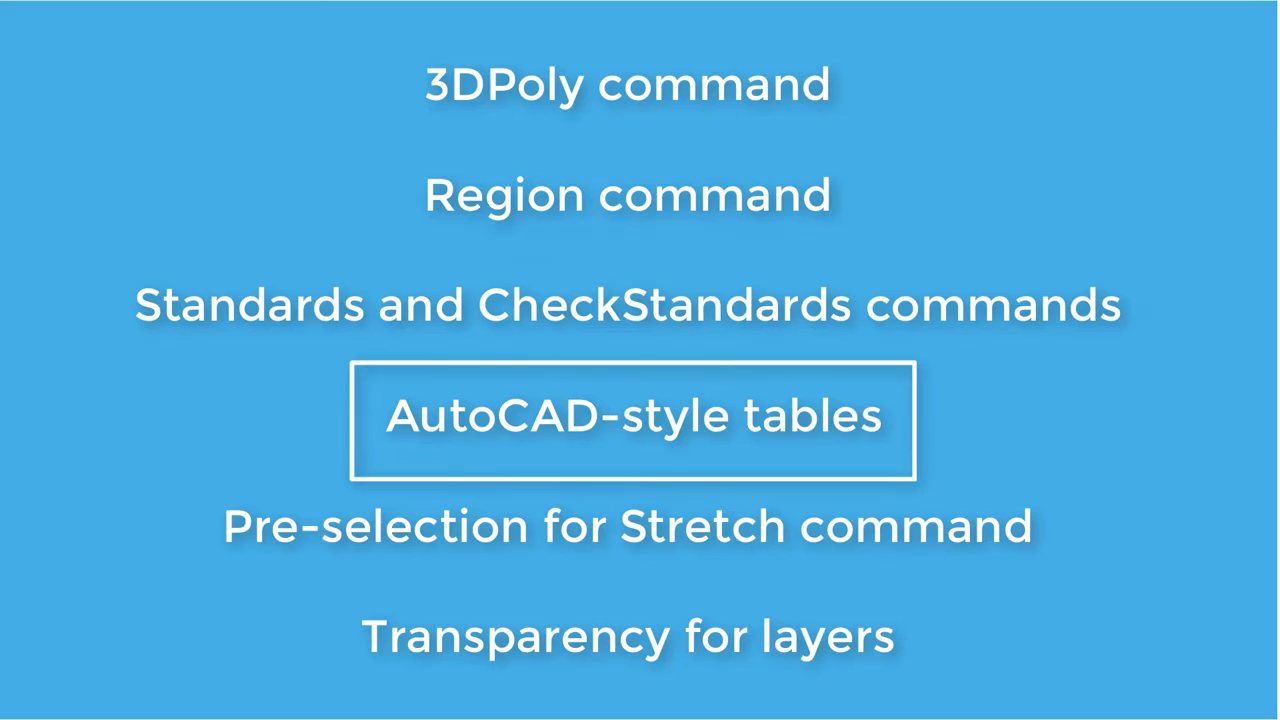 3DPoly command
Region command
Standards and CheckStandards commands
AutoCAD-style tables
Pre-selection for Stretch command
Transparency for layers